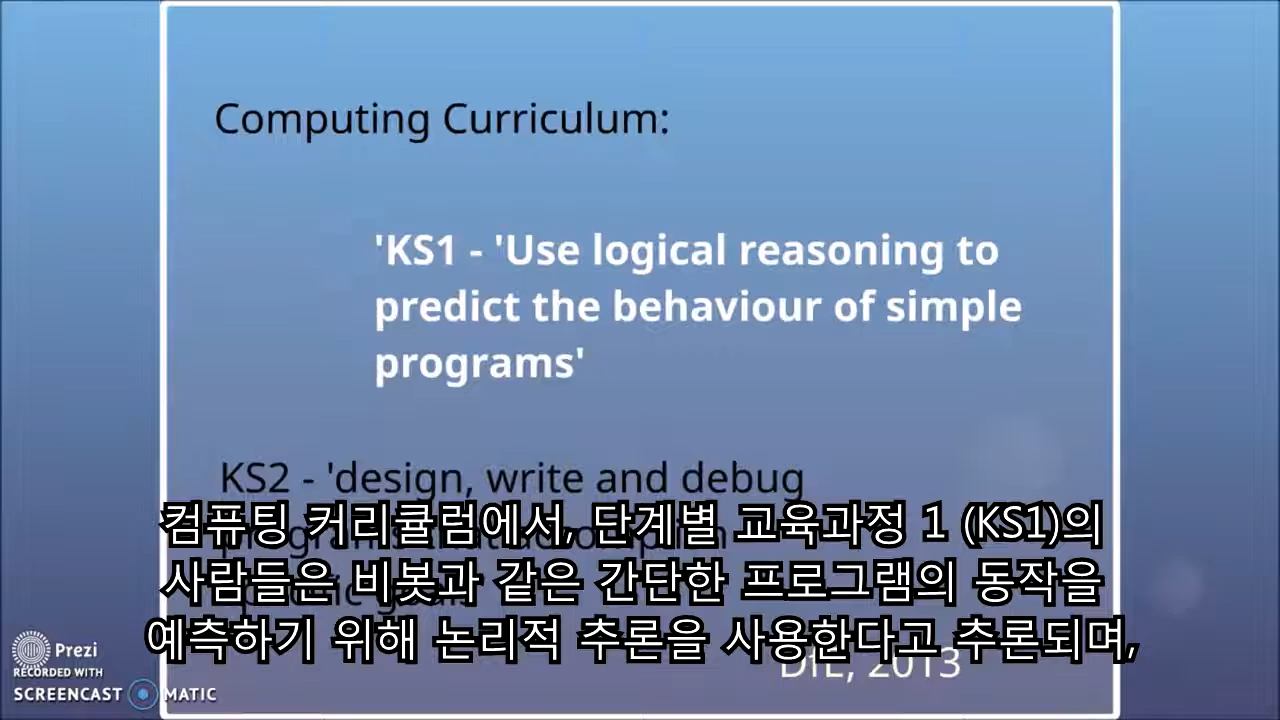 Computing Curriculum:
'KS1 - 'Use logical reasoning to
predict the behaviour of simple
programs'
KS2 - 'design, write and debug
컴퓨팅 커리큘럼에서, 단계별 교육과정 1 (KS1)의
사람들은 비봇과 같은 간단한 프로그램의 동작을
예측하기 위해 논리적 추론을 사용한다고 추론되며,
DfE, 2013
Prezi
RECORDED WITH
SCREENCAST MATIC